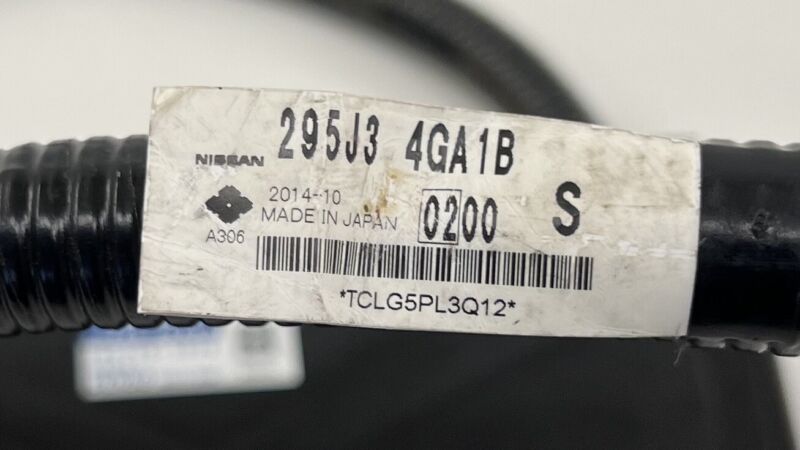 NISSAN 295J3 4GA1B
2014-10
MADE IN JAPAN 0200 S
A306
*TCLG5PL3Q12*